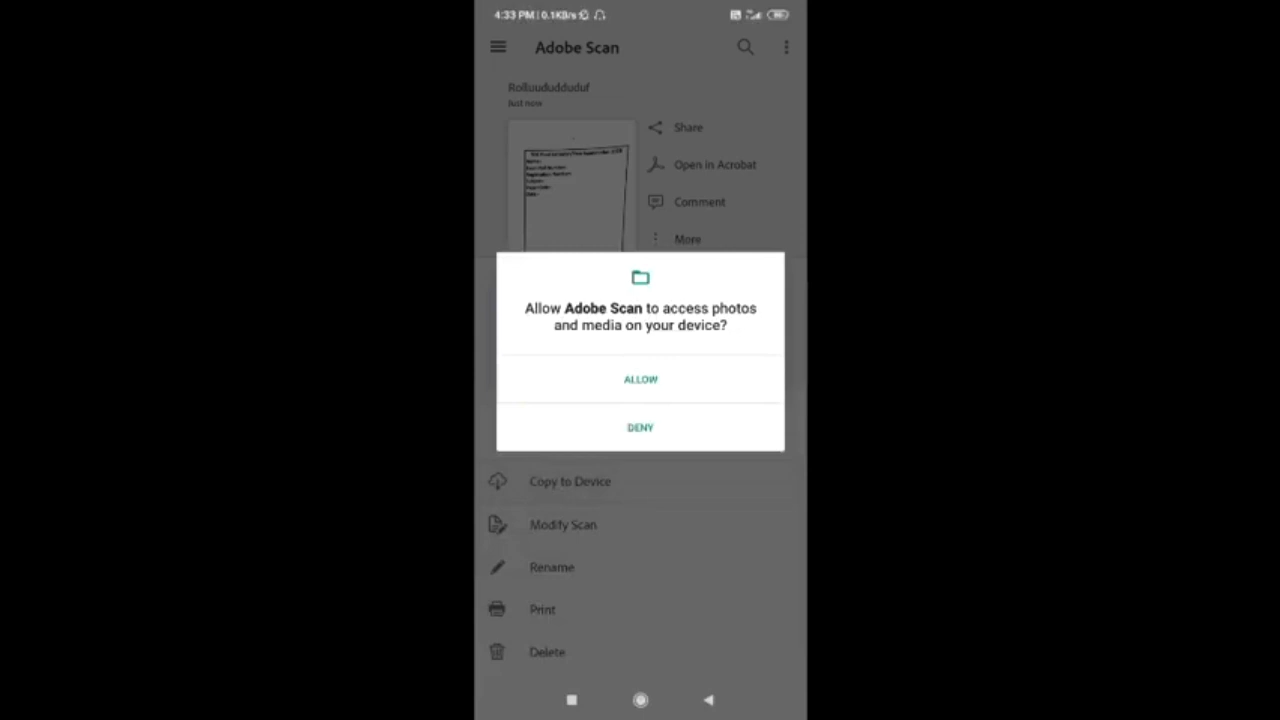 4:33 PM | 0.1KB/s
Adobe Scan
Rolluududduduf
Just now
Share
Open in Acrobat
Comment
More
Allow Adobe Scan to access photos
and media on your device?
ALLOW
DENY
Copy to Device
Modify Scan
Rename
Print
Delete